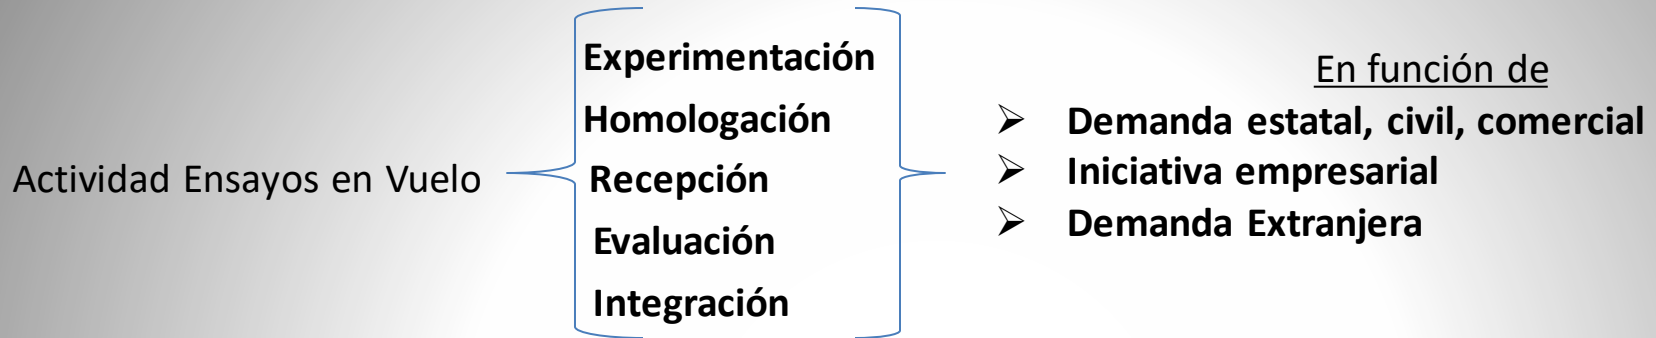 Actividad Ensayos en Vuelo
Experimentación
Homologación
Recepción
Evaluación
Integración
En función de
➢ Demanda estatal, civil, comercial
➢ Iniciativa empresarial
➢ Demanda Extranjera